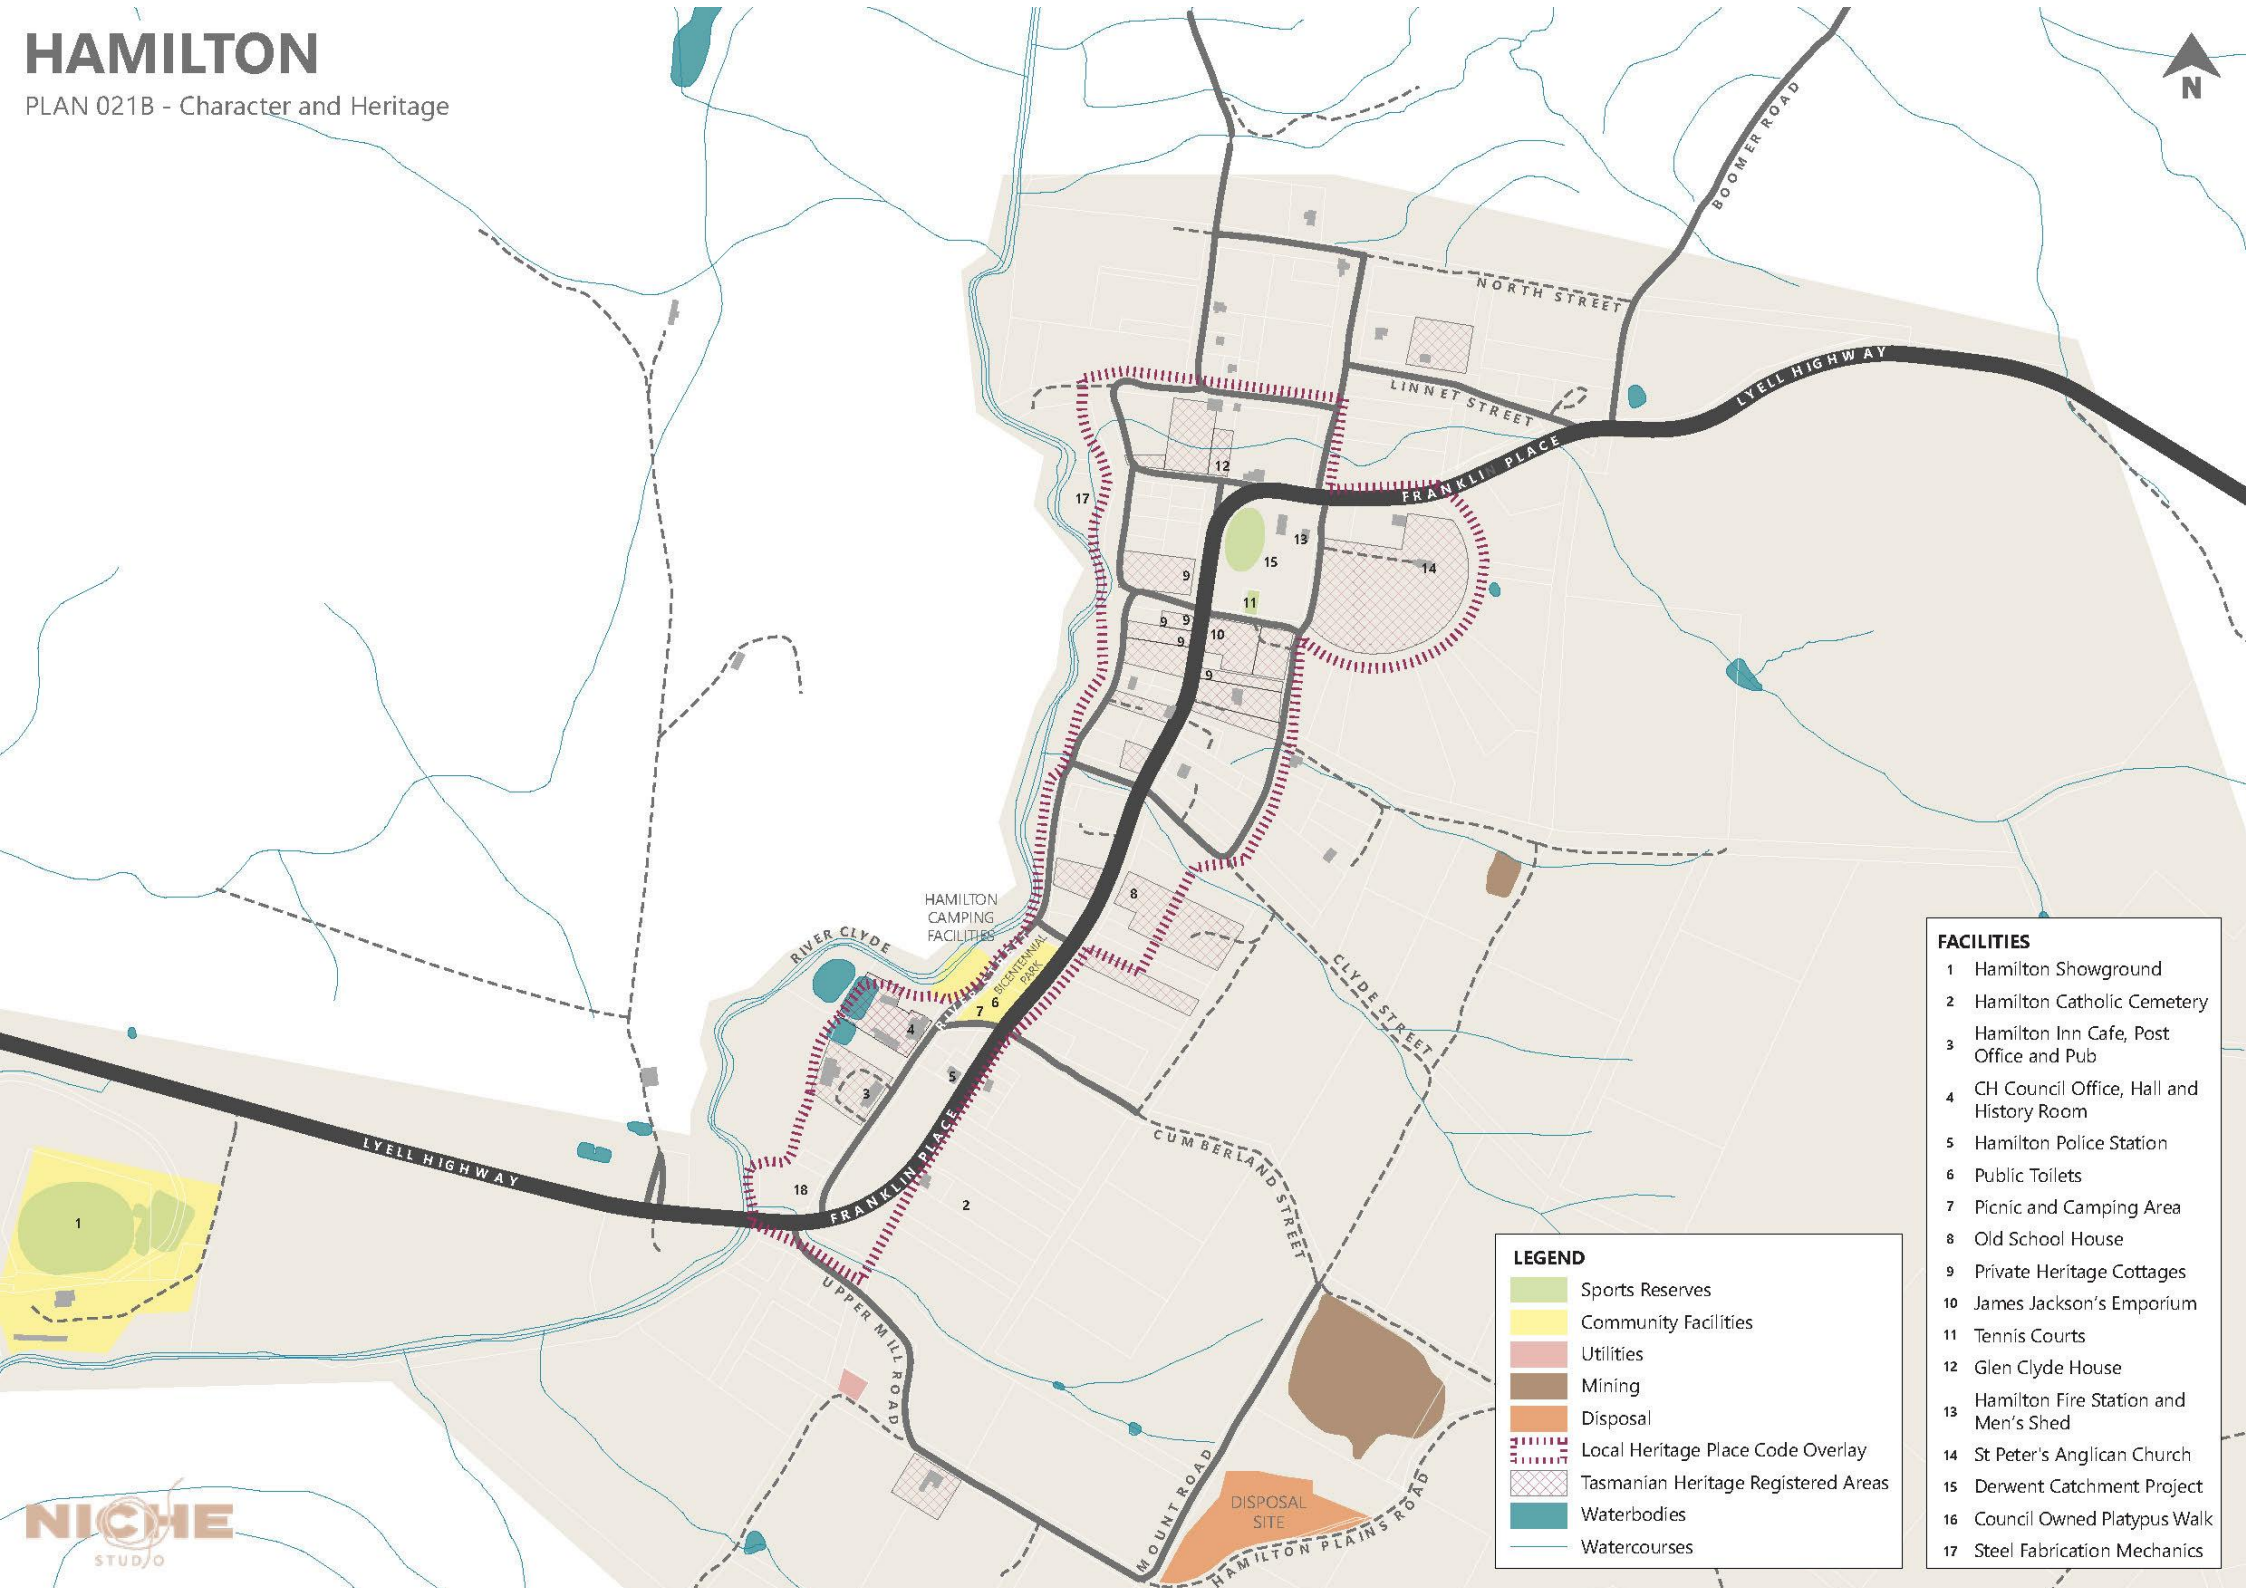 HAMILTON
PLAN 021B - Character and Heritage
N
BOOMER ROAD
NORTH STREET
LINNET STREET
LYELL HIGHWAY
FRANKLIN PLACE
12
17
13
15
14
9
11
9
9
10
9
9
8
HAMILTON
CAMPING
FACILITIES
RIVER CLYDE
RIVER STREET
BICENTENNIAL
PARK
6
7
4
5
3
CLYDE STREET
CUMBERLAND STREET
LYELL HIGHWAY
FRANKLIN PLACE
18
2
1
UPPER MILL ROAD
MOUNT ROAD
DISPOSAL
SITE
HAMILTON PLAINS ROAD
NICHE
STUDIO
LEGEND
Sports Reserves
Community Facilities
Utilities
Mining
Disposal
Local Heritage Place Code Overlay
Tasmanian Heritage Registered Areas
Waterbodies
Watercourses
FACILITIES
1 Hamilton Showground
2 Hamilton Catholic Cemetery
3 Hamilton Inn Cafe, Post
Office and Pub
4 CH Council Office, Hall and
History Room
5 Hamilton Police Station
6 Public Toilets
7 Picnic and Camping Area
8 Old School House
9 Private Heritage Cottages
10 James Jackson's Emporium
11 Tennis Courts
12 Glen Clyde House
13 Hamilton Fire Station and
Men's Shed
14 St Peter's Anglican Church
15 Derwent Catchment Project
16 Council Owned Platypus Walk
17 Steel Fabrication Mechanics